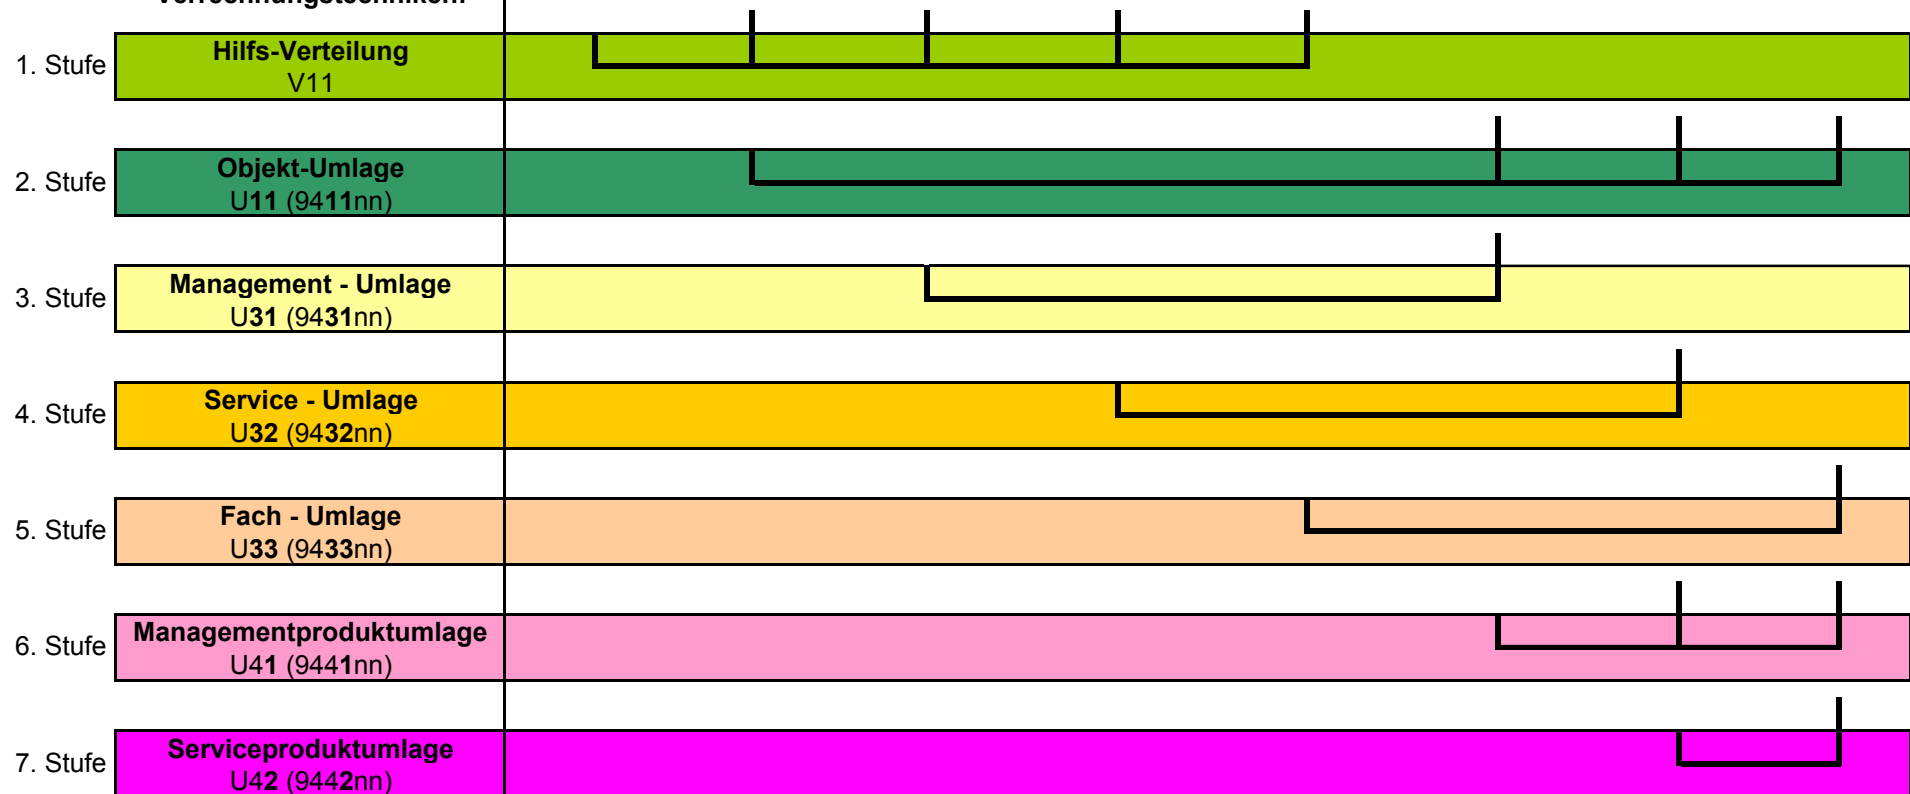 Verrechnungstechniken:
1. Stufe
Hilfs-Verteilung
V11
2. Stufe
Objekt-Umlage
U11 (9411nn)
3. Stufe
Management - Umlage
U31 (9431nn)
4. Stufe
Service - Umlage
U32 (9432nn)
5. Stufe
Fach - Umlage
U33 (9433nn)
6. Stufe
Managementproduktumlage
U41 (9441nn)
7. Stufe
Serviceproduktumlage
U42 (9442nn)